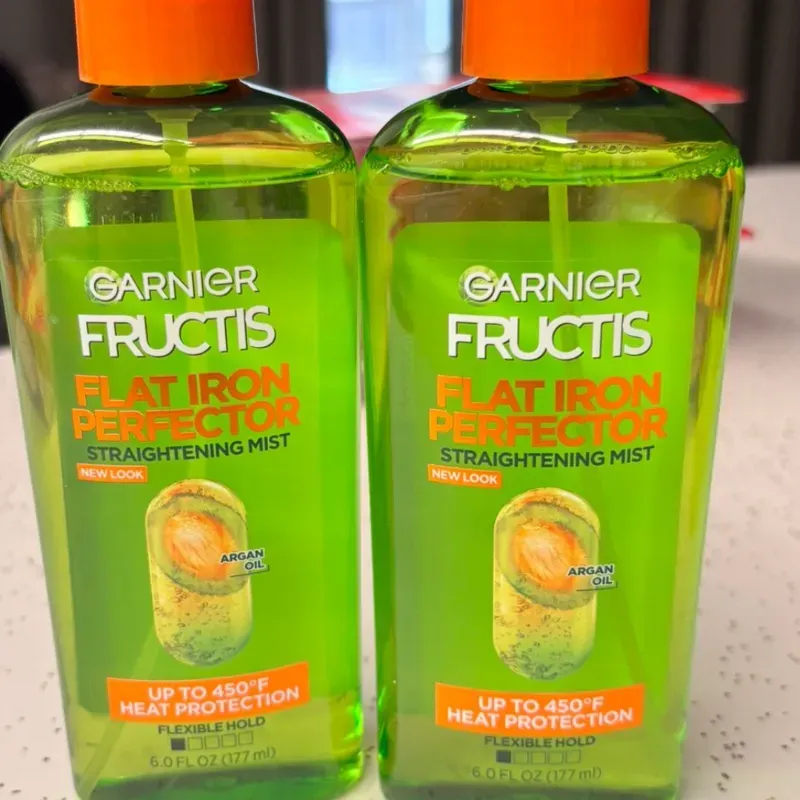 GARNIER
FRUCTIS
FLAT IRON
PERFECTOR
STRAIGHTENING MIST
NEW LOOK
ARGAN
OIL
UP TO 450°F
HEAT PROTECTION
FLEXIBLE HOLD
6.0 FL OZ (177 ml)
GARNIER
FRUCTIS
FLAT IRON
PERFECTOR
STRAIGHTENING MIST
NEW LOOK
ARGAN
OIL
UP TO 450°F
HEAT PROTECTION
FLEXIBLE HOLD
6.0 FL OZ (177 ml)